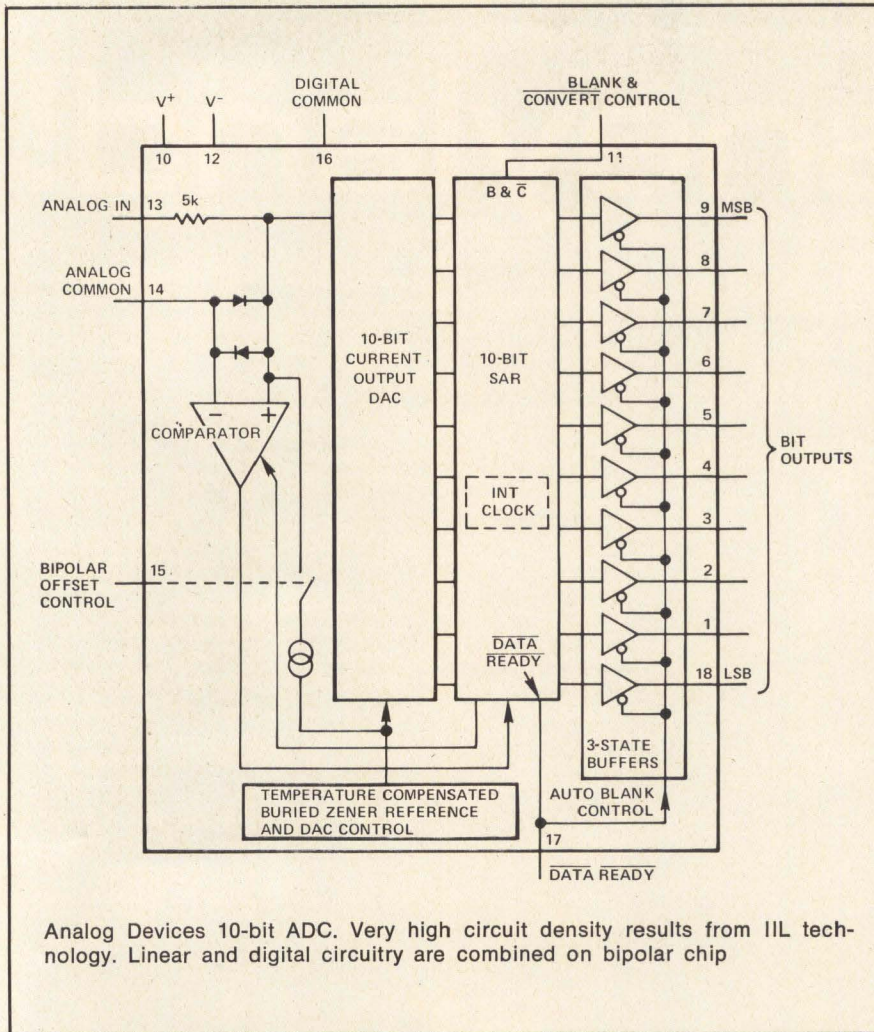 DIGITAL
COMMON
BLANK &
CONVERT CONTROL
V+
V-
10
12
16
11
ANALOG IN
13
5k
B & C̅
9
MSB
ANALOG
COMMON
14
8
7
10-BIT
CURRENT
OUTPUT
DAC
10-BIT
SAR
6
5
-
+
COMPARATOR
BIT
OUTPUTS
4
INT
CLOCK
3
BIPOLAR
OFFSET
CONTROL
15
2
1
DATA
READY
18
LSB
3-STATE
BUFFERS
TEMPERATURE COMPENSATED
BURIED ZENER REFERENCE
AND DAC CONTROL
AUTO BLANK
CONTROL
17
DATA READY
Analog Devices 10-bit ADC. Very high circuit density results from IIL tech-
nology. Linear and digital circuitry are combined on bipolar chip